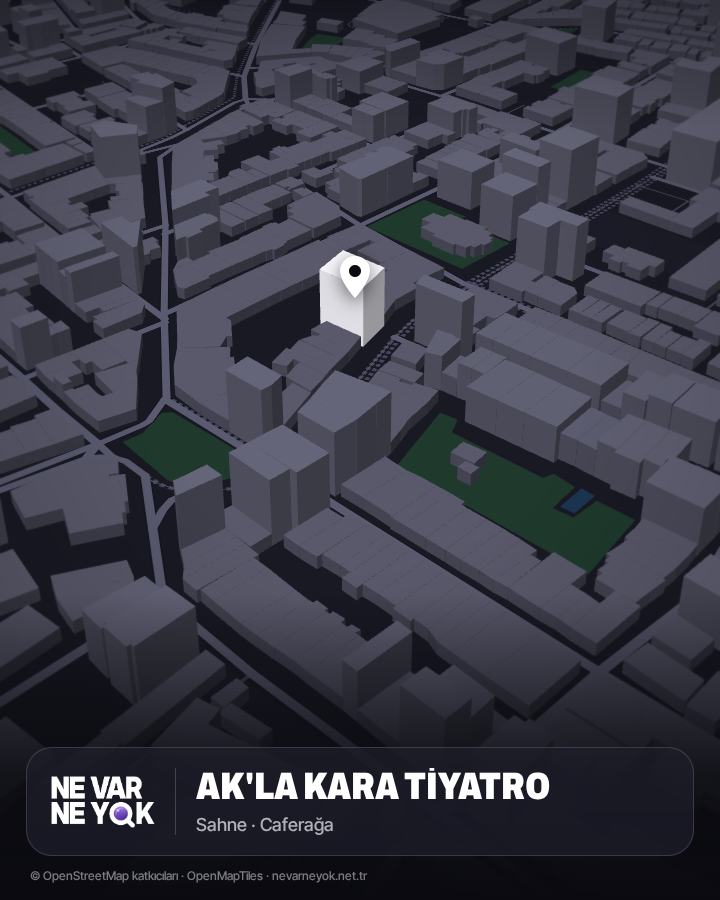 NE VAR
NE YOK
AK'LA KARA TİYATRO
Sahne · Caferağa
© OpenStreetMap katkıcıları · OpenMapTiles · nevarneyok.net.tr